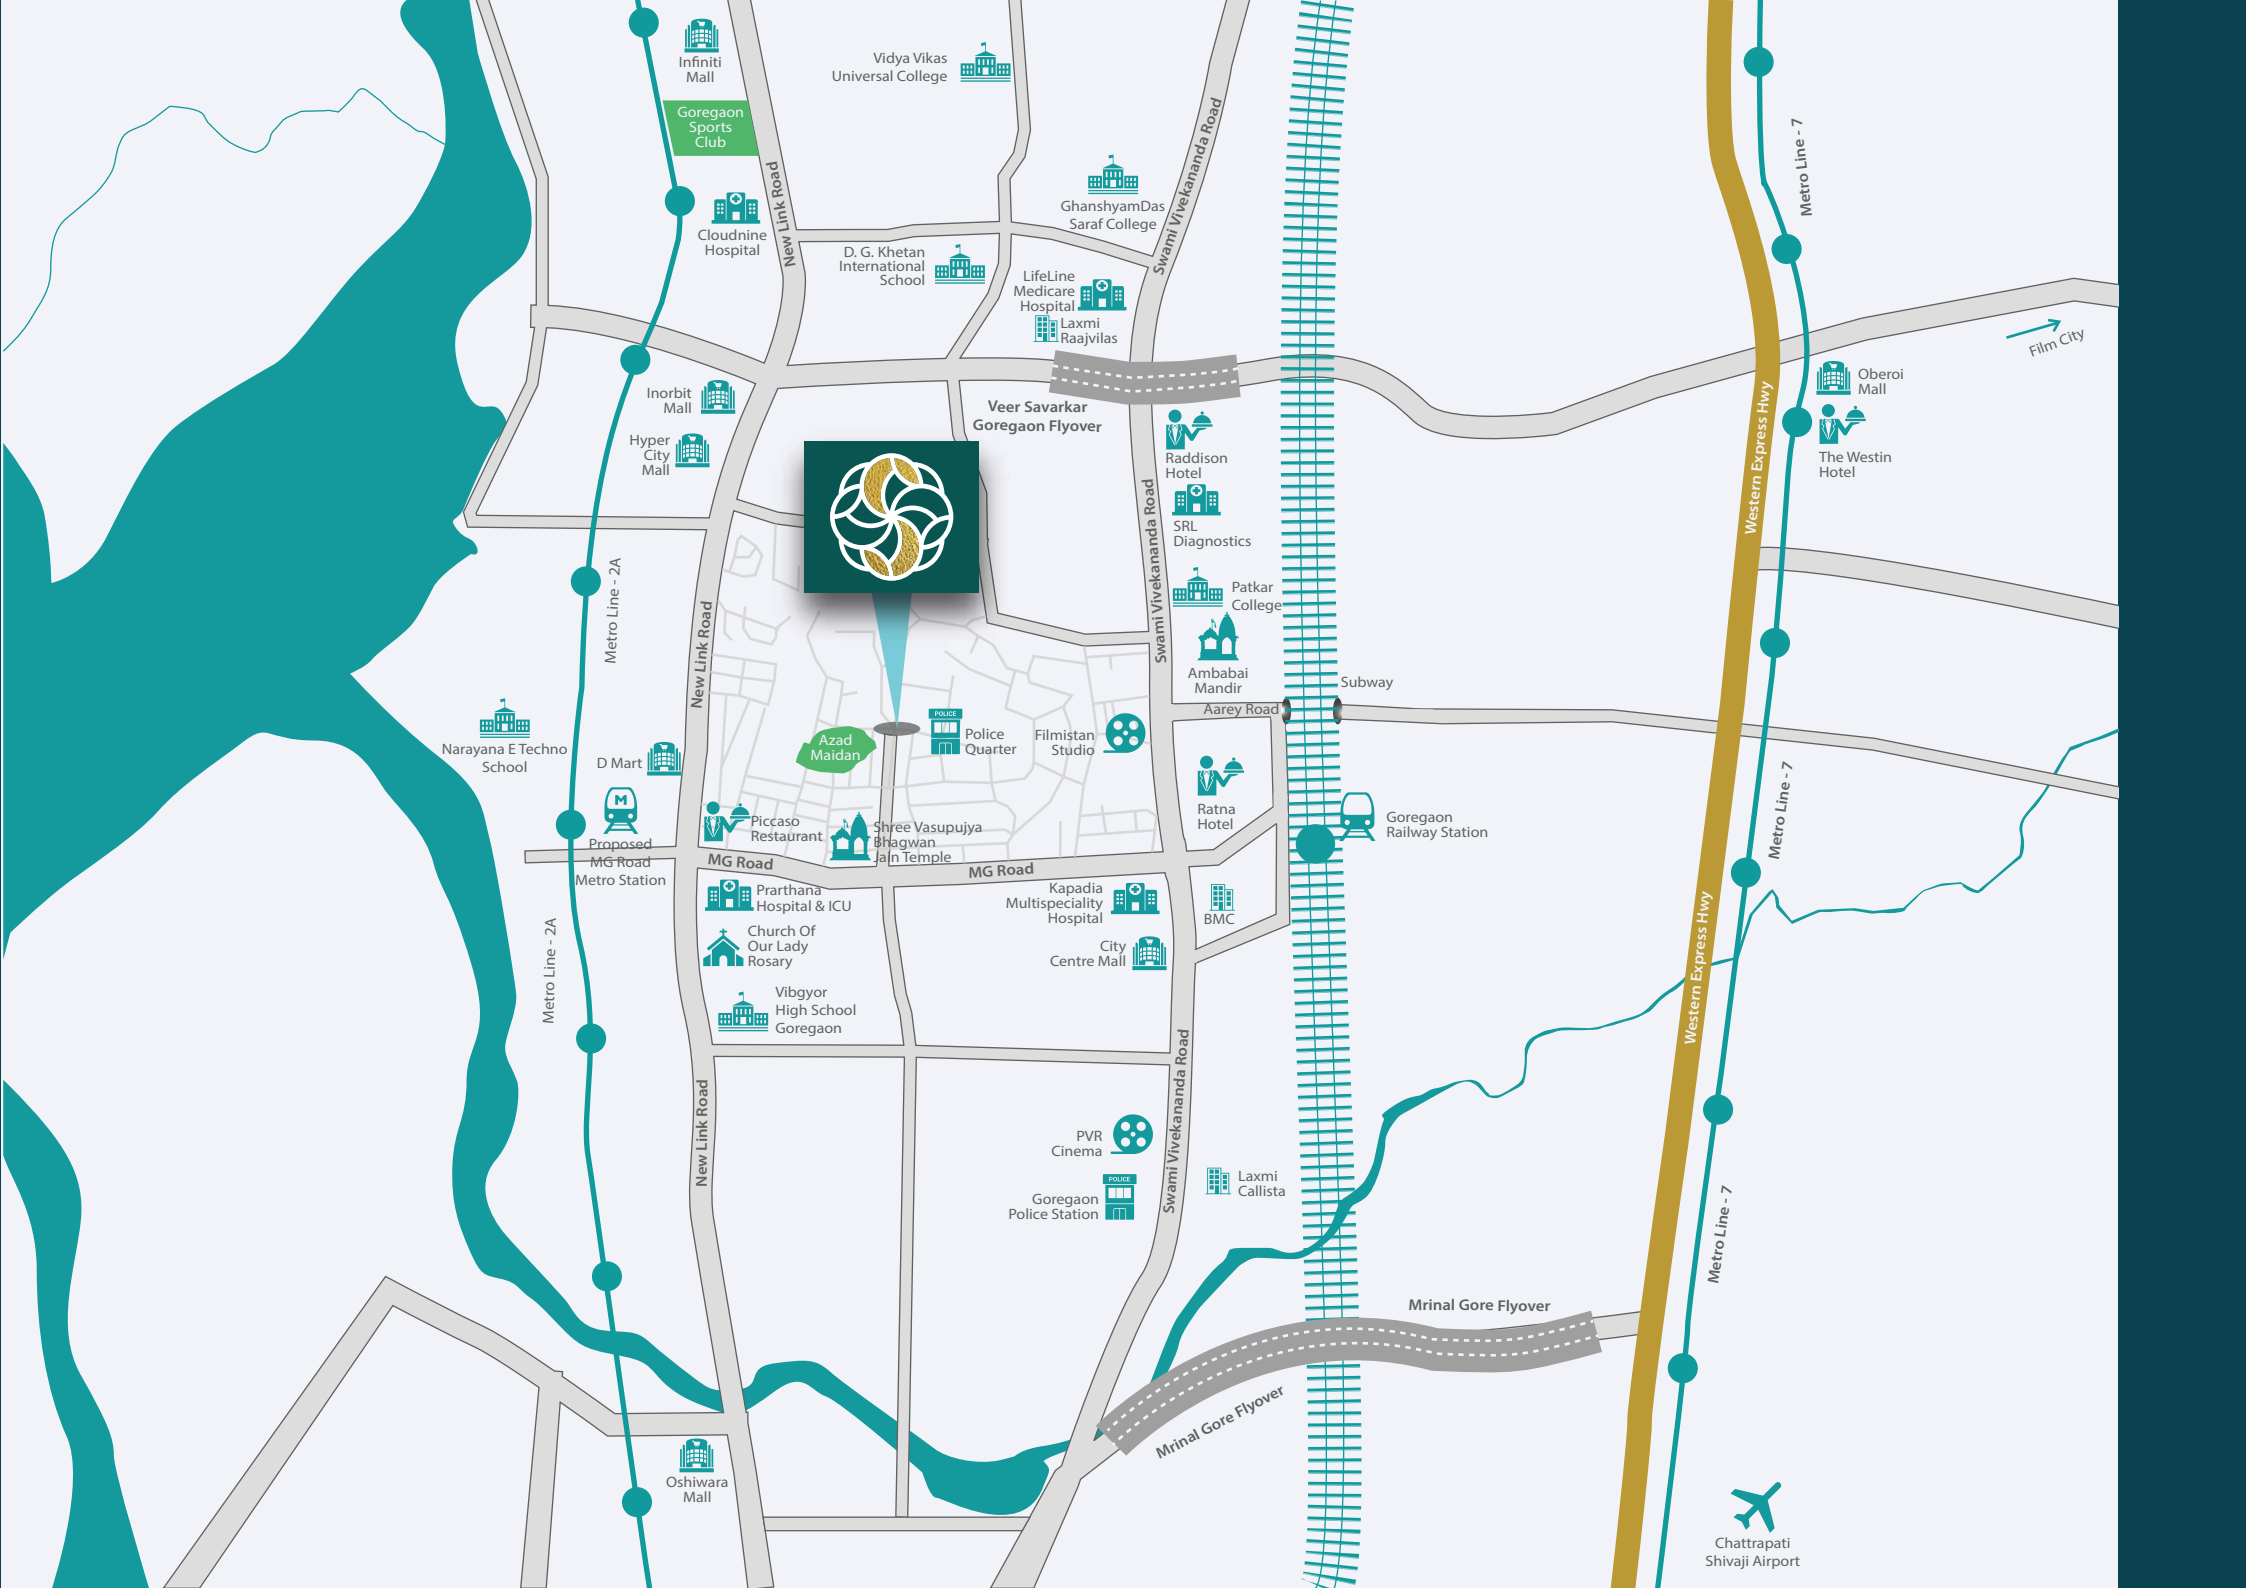 Infiniti
Mall
Goregaon
Sports
Club
Vidya Vikas
Universal College
Metro Line - 7
New Link Road
Swami Vivekananda Road
Cloudnine
Hospital
GhanshyamDas
Saraf College
D. G. Khetan
International
School
LifeLine
Medicare
Hospital
Laxmi
Raajvilas
Film City
Inorbit
Mall
Hyper
City
Mall
Veer Savarkar
Goregaon Flyover
Raddison
Hotel
Oberoi
Mall
The Westin
Hotel
Western Express Hwy
SRL
Diagnostics
Swami Vivekananda Road
Patkar
College
Metro Line - 2A
New Link Road
Ambabai
Mandir
Subway
Aarey Road
Narayana E Techno
School
D Mart
Azad
Maidan
POLICE
Police
Quarter
Filmistan
Studio
Ratna
Hotel
Goregaon
Railway Station
Metro Line - 7
M
Proposed
MG Road
Metro Station
Piccaso
Restaurant
Shree Vasupujya
Bhagwan
Jain Temple
MG Road
MG Road
Prarthana
Hospital & ICU
Kapadia
Multispeciality
Hospital
BMC
Church Of
Our Lady
Rosary
City
Centre Mall
Metro Line - 2A
Western Express Hwy
Vibgyor
High School
Goregaon
New Link Road
Swami Vivekananda Road
PVR
Cinema
POLICE
Goregaon
Police Station
Laxmi
Callista
Metro Line - 7
Mrinal Gore Flyover
Mrinal Gore Flyover
Oshiwara
Mall
Chattrapati
Shivaji Airport